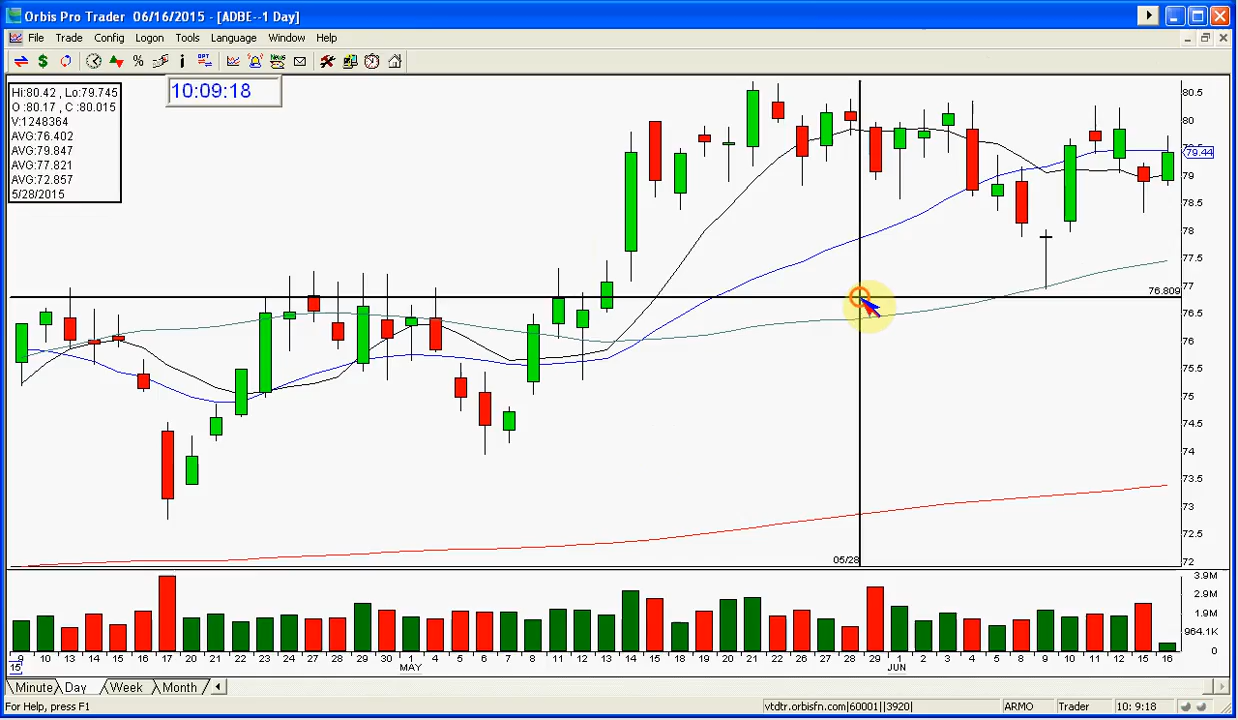 Orbis Pro Trader 06/16/2015 - [ADBE--1 Day]
File Trade Config Logon Tools Language Window Help
Hi:80.42 , Lo:79.745
O :80.17 , C :80.015
V:1248364
AVG:76.402
AVG:79.847
AVG:77.821
AVG:72.857
5/28/2015
10:09:18
80.5
80
79.44
79
78.5
78
77.5
77
76.809
76.5
76
75.5
75
74.5
74
73.5
73
72.5
72
05/28
3.9M
2.9M
1.9M
964.1K
0
9 10 13 14 15 16 17 20 21 22 23 24 27 28 29 30 1 4 5 6 7 8 11 12 13 14 15 18 19 20 21 22 26 27 28 29 1 2 3 4 5 8 9 10 11 12 15 16
15 MAY JUN
Minute Day Week Month
For Help, press F1 vtdtr.orbisfn.com|60001||3920| ARMO Trader 10: 9:18